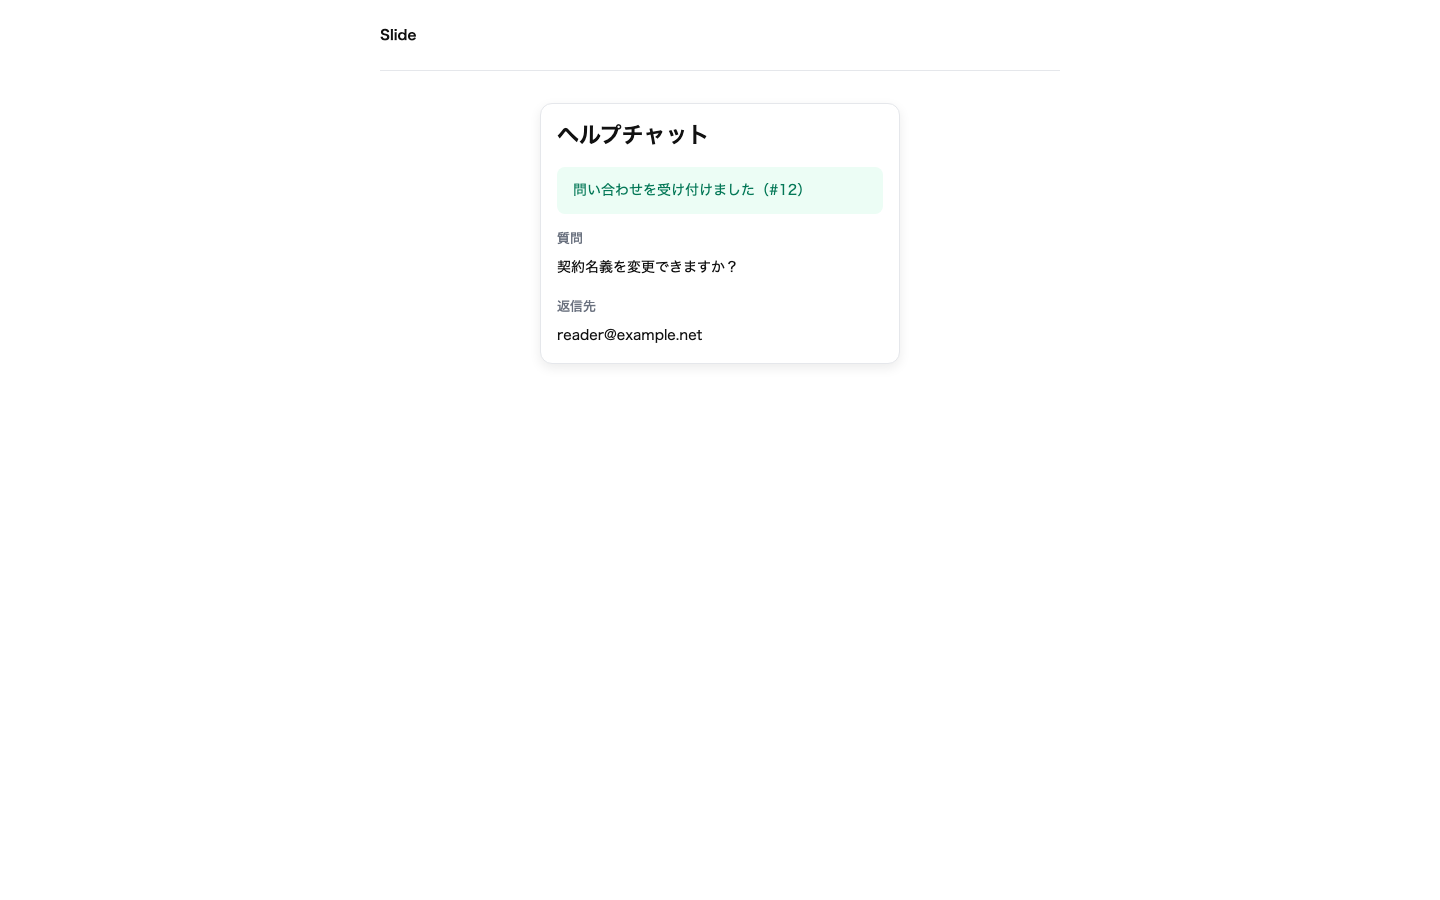 Slide
ヘルプチャット
問い合わせを受け付けました（#12）
質問
契約名義を変更できますか？
返信先
reader@example.net